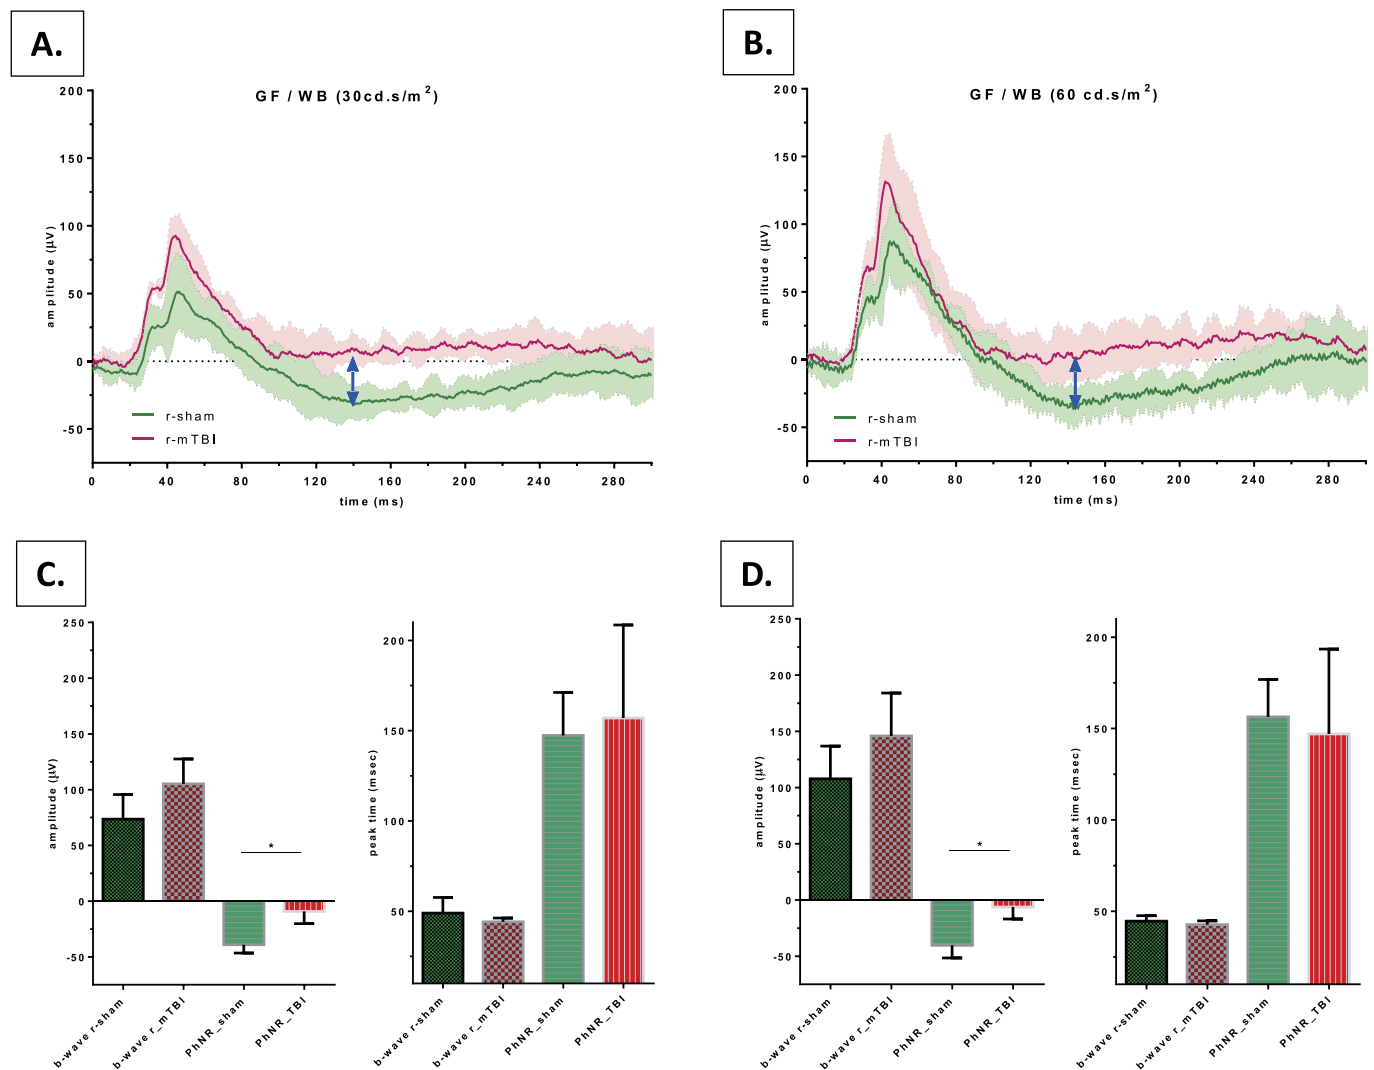 A.
GF / WB (30cd.s/m²)
200
150
100
50
0
-50
amplitude (µV)
r-sham
r-mTBI
0 40 80 120 160 200 240 280
time (ms)
B.
GF / WB (60 cd.s/m²)
200
150
100
50
0
-50
amplitude (µV)
r-sham
r-mTBI
0 40 80 120 160 200 240 280
time (ms)
C.
250
200
150
100
50
0
-50
amplitude (µV)
*
b-wave r-sham
b-wave r_mTBI
PhNR_sham
PhNR_TBI
200
150
100
50
peak time (msec)
b-wave r-sham
b-wave r_mTBI
PhNR_sham
PhNR_TBI
D.
250
200
150
100
50
0
-50
amplitude (µV)
*
b-wave r-sham
b-wave r_mTBI
PhNR_sham
PhNR_TBI
200
150
100
50
peak time (msec)
b-wave r-sham
b-wave r_mTBI
PhNR_sham
PhNR_TBI